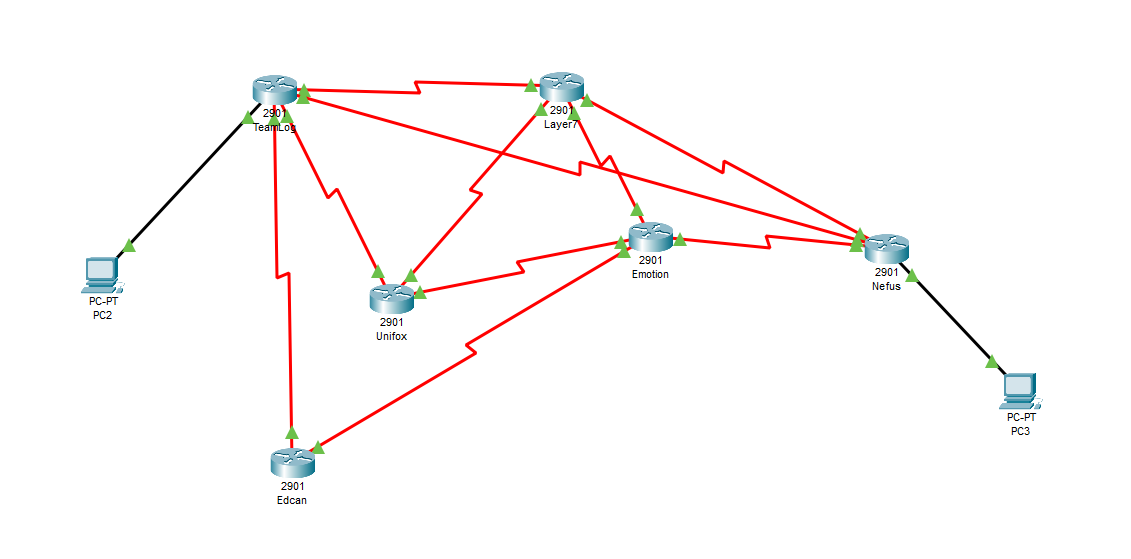 2901
TeamLog
2901
Layer7
2901
Emotion
2901
Nefus
PC-PT
PC2
2901
Unifox
PC-PT
PC3
2901
Edcan